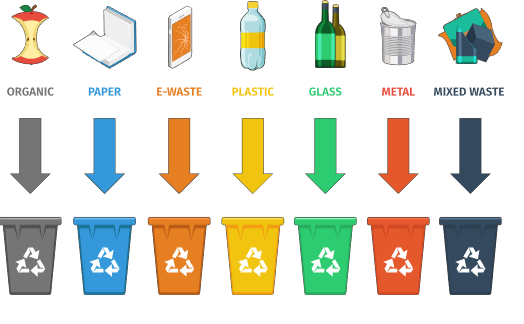 ORGANIC PAPER E-WASTE PLASTIC GLASS METAL MIXED WASTE